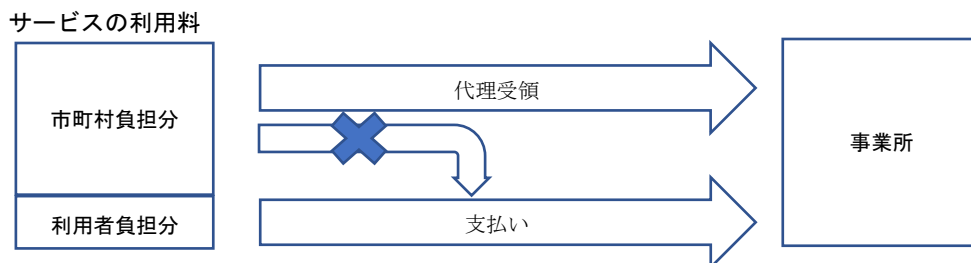 サービスの利用料
市町村負担分
代理受領
事業所
利用者負担分
支払い